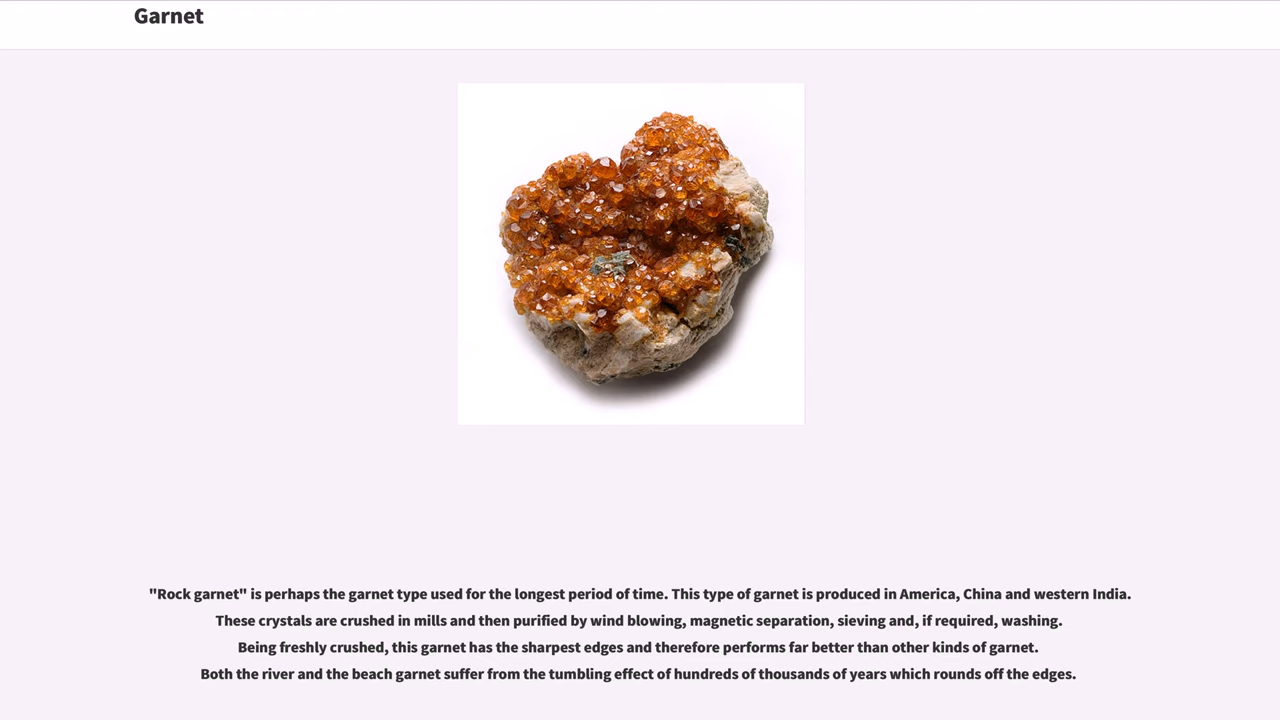 Garnet
"Rock garnet" is perhaps the garnet type used for the longest period of time. This type of garnet is produced in America, China and western India.
These crystals are crushed in mills and then purified by wind blowing, magnetic separation, sieving and, if required, washing.
Being freshly crushed, this garnet has the sharpest edges and therefore performs far better than other kinds of garnet.
Both the river and the beach garnet suffer from the tumbling effect of hundreds of thousands of years which rounds off the edges.